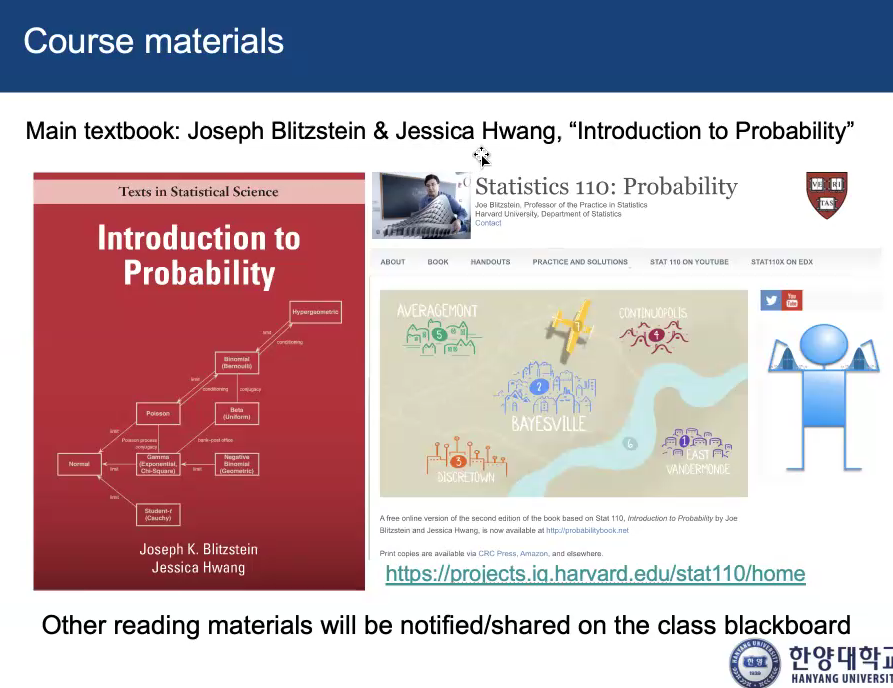 Course materials
Main textbook: Joseph Blitzstein & Jessica Hwang, “Introduction to Probability”
Texts in Statistical Science
Introduction to
Probability
Hypergeometric
limit
conditioning
Binomial
(Bernoulli)
limit
conditioning
conjugacy
Poisson
Beta
(Uniform)
limit
Poisson process
conjugacy
bank–post office
Normal
limit
Gamma
(Exponential,
Chi-Square)
limit
Negative
Binomial
(Geometric)
limit
Student-t
(Cauchy)
Joseph K. Blitzstein
Jessica Hwang
Statistics 110: Probability
Joe Blitzstein, Professor of the Practice in Statistics
Harvard University, Department of Statistics
Contact
VE RI
TAS
ABOUT BOOK HANDOUTS PRACTICE AND SOLUTIONS STAT 110 ON YOUTUBE STAT110X ON EDX
AVERAGEMONT
5
7
CONTINUOPOLIS
4
2
BAYESVILLE
6
1
EAST
VANDERMONDE
3
DISCRETOWN
You
Tube
A free online version of the second edition of the book based on Stat 110, Introduction to Probability by Joe
Blitzstein and Jessica Hwang, is now available at http://probabilitybook.net
Print copies are available via CRC Press, Amazon, and elsewhere.
https://projects.iq.harvard.edu/stat110/home
Other reading materials will be notified/shared on the class blackboard
한양
1939
한양대학교
HANYANG UNIVERSITY